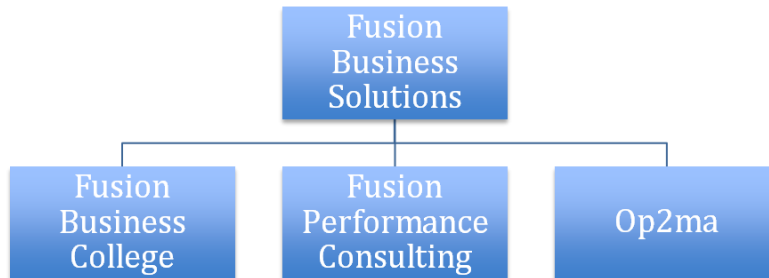 Fusion
Business
Solutions
Fusion
Business
College
Fusion
Performance
Consulting
Op2ma